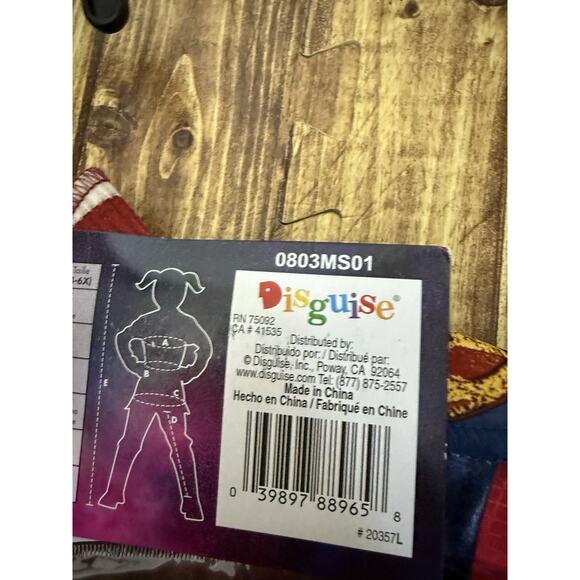 0803MS01
Disguise®
RN 75092
CA # 41535
Distributed by:
Distribuido por: / Distribué par:
© Disguise, Inc., Poway, CA 92064
www.disguise.com Tel: (877) 875-2557
Made in China
Hecho en China / Fabriqué en Chine
0 39897 88965 8
# 20357L
Taille
4-6X)
A
B
C
D
E